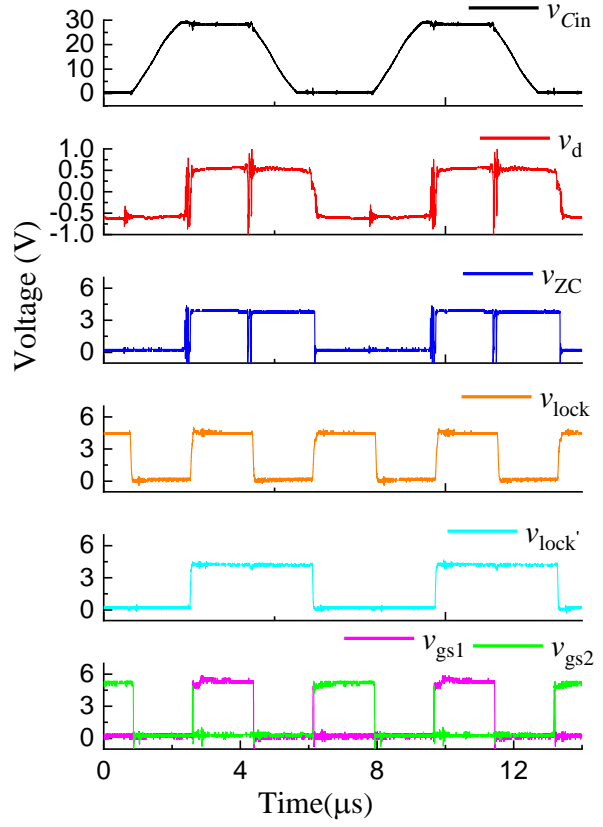 30
20
10
0
v_Cin
1.0
0.5
0.0
-0.5
-1.0
v_d
6
3
0
v_ZC
6
3
0
v_lock
6
3
0
v_lock'
6
3
0
v_gs1 v_gs2
0 4 8 12
Time(μs)
Voltage (V)